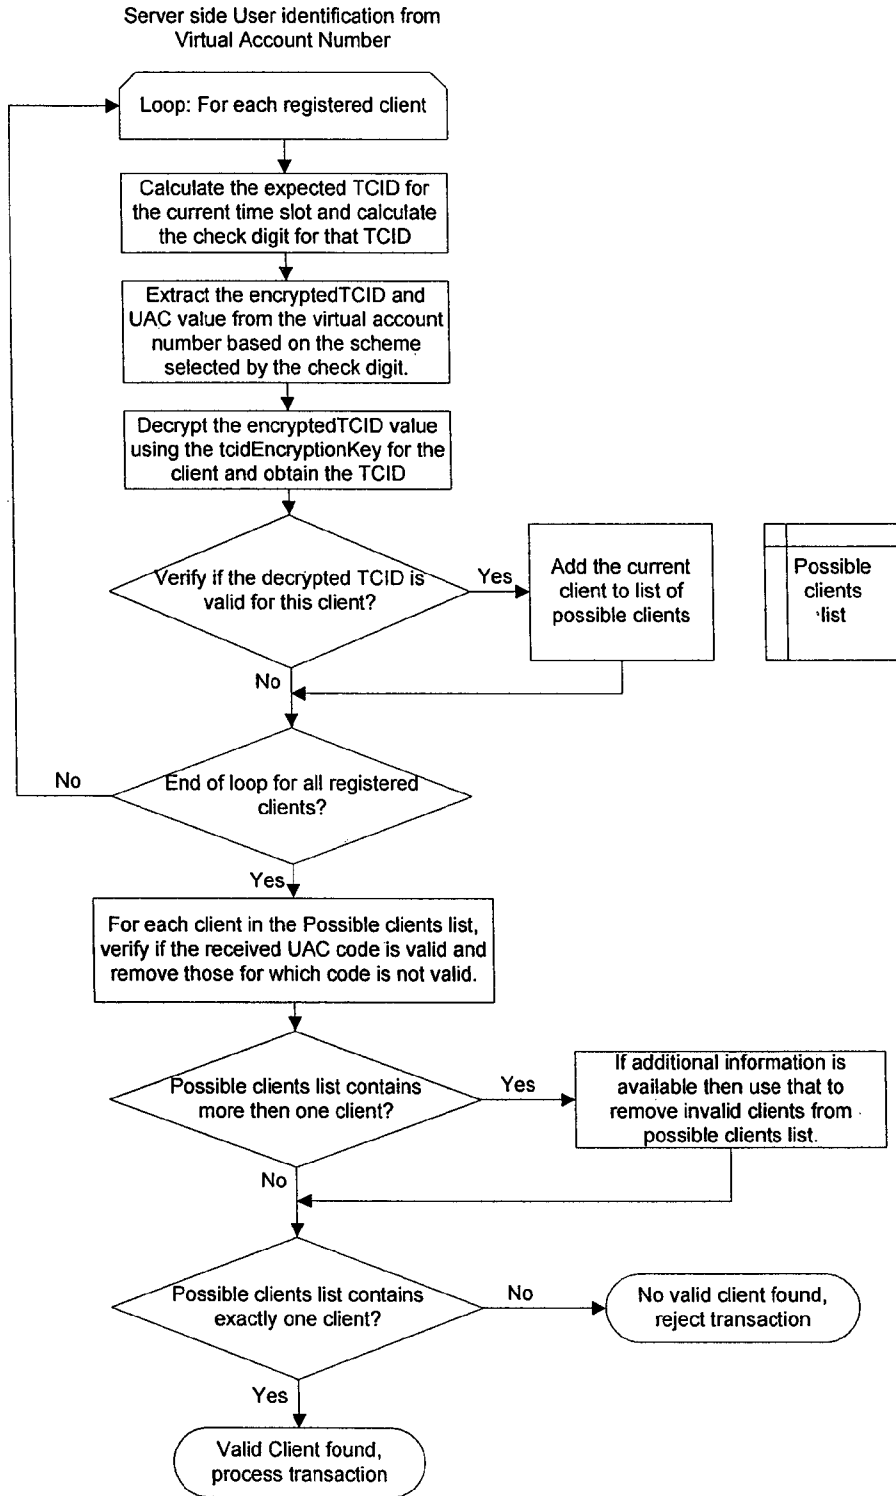 Server side User identification from
Virtual Account Number
Loop: For each registered client
Calculate the expected TCID for
the current time slot and calculate
the check digit for that TCID
Extract the encryptedTCID and
UAC value from the virtual account
number based on the scheme
selected by the check digit.
Decrypt the encryptedTCID value
using the tcidEncryptionKey for the
client and obtain the TCID
Verify if the decrypted TCID is
valid for this client?
Yes
Add the current
client to list of
possible clients
Possible
clients
list
No
End of loop for all registered
clients?
No
Yes
For each client in the Possible clients list,
verify if the received UAC code is valid and
remove those for which code is not valid.
Possible clients list contains
more then one client?
Yes
If additional information is
available then use that to
remove invalid clients from
possible clients list.
No
Possible clients list contains
exactly one client?
No
No valid client found,
reject transaction
Yes
Valid Client found,
process transaction